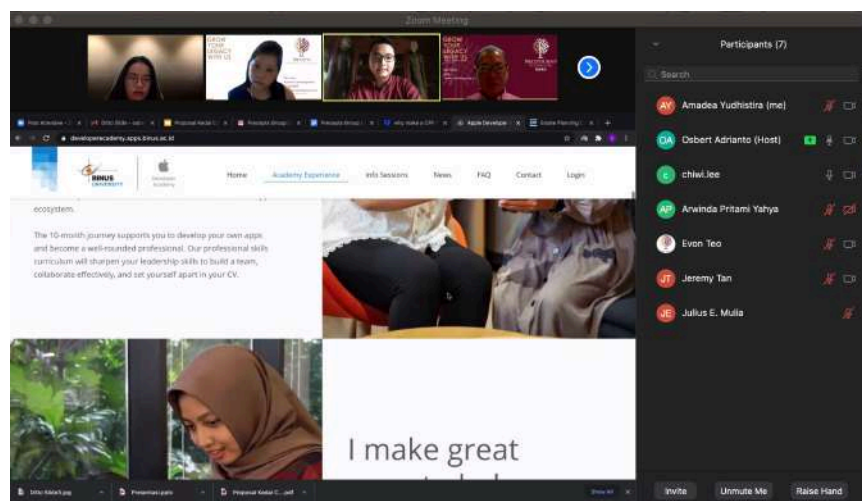 Zoom Meeting
GROW
YOUR
LEGACY
WITH US
GROW
YOUR
LEGACY
WITH US
Participants (7)
Search
AY Amadea Yudhistira (me)
OA Osbert Adrianto (Host)
c chiwi.lee
AP Arwinda Pritami Yahya
Evon Teo
JT Jeremy Tan
JE Julius E. Mulia
developeracademy.apps.binus.ac.id
BINUS
UNIVERSITY
Developer
Academy
Home Academy Experience Info Sessions News FAQ Contact Login
ecosystem.
The 10-month journey supports you to develop your own apps
and become a well-rounded professional. Our professional skills
curriculum will sharpen your leadership skills to build a team,
collaborate effectively, and set yourself apart in your CV.
I make great
Presentasi.pptx
Show All
Invite Unmute Me Raise Hand